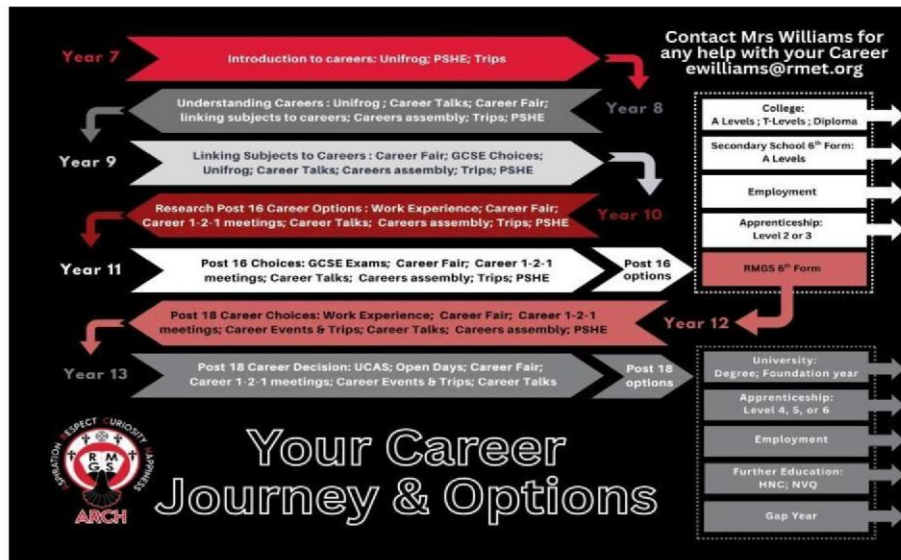 Contact Mrs Williams for
any help with your Career
ewilliams@rmet.org
Year 7
Introduction to careers: Unifrog; PSHE; Trips
Year 8
Understanding Careers : Unifrog ; Career Talks; Career Fair;
linking subjects to careers; Careers assembly; Trips; PSHE
Year 9
Linking Subjects to Careers : Career Fair; GCSE Choices;
Unifrog; Career Talks; Careers assembly; Trips; PSHE
Year 10
Research Post 16 Career Options : Work Experience; Career Fair;
Career 1-2-1 meetings; Career Talks; Careers assembly; Trips; PSHE
Year 11
Post 16 Choices: GCSE Exams; Career Fair; Career 1-2-1
meetings; Career Talks; Careers assembly; Trips; PSHE
Post 16
options
College:
A Levels ; T-Levels ; Diploma
Secondary School 6th Form:
A Levels
Employment
Apprenticeship:
Level 2 or 3
RMGS 6th Form
Year 12
Post 18 Career Choices: Work Experience; Career Fair; Career 1-2-1
meetings; Career Events & Trips; Career Talks; Careers assembly; PSHE
Year 13
Post 18 Career Decision: UCAS; Open Days; Career Fair;
Career 1-2-1 meetings; Career Events & Trips; Career Talks
Post 18
options
University:
Degree; Foundation year
Apprenticeship:
Level 4, 5, or 6
Employment
Further Education:
HNC; NVQ
Gap Year
ASPIRATION RESPECT CURIOSITY HAPPINESS
R M
G S
ARCH
Your Career
Journey & Options